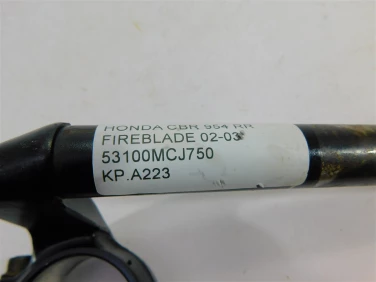 HONDA CBR 954 RR
FIREBLADE 02-03
53100MCJ750
KP.A223